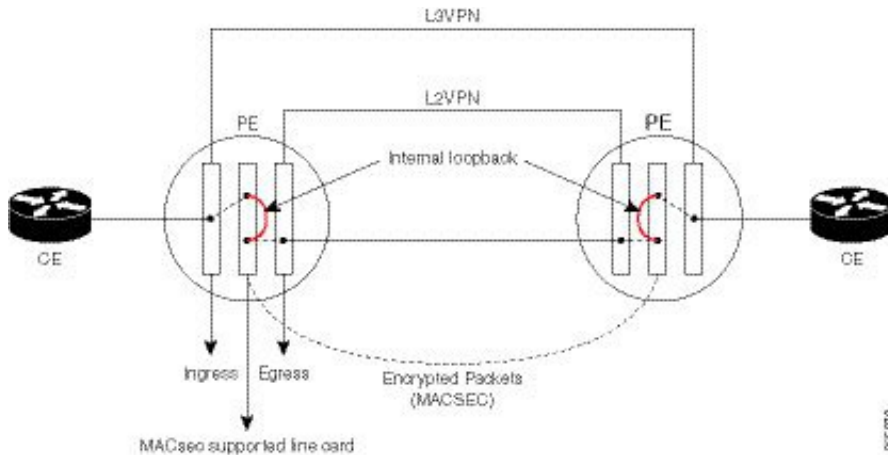 L3VPN
L2VPN
PE
PE
Internal loopback
CE
CE
Ingress
Egress
Encrypted Packets
(MACSEC)
MACsec supported line card